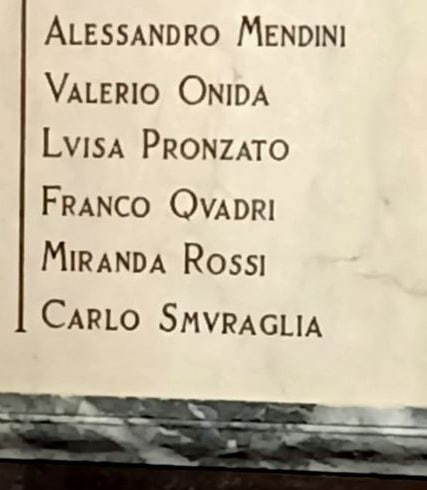 ALESSANDRO MENDINI
VALERIO ONIDA
LVISA PRONZATO
FRANCO QVADRI
MIRANDA ROSSI
CARLO SMVRAGLIA